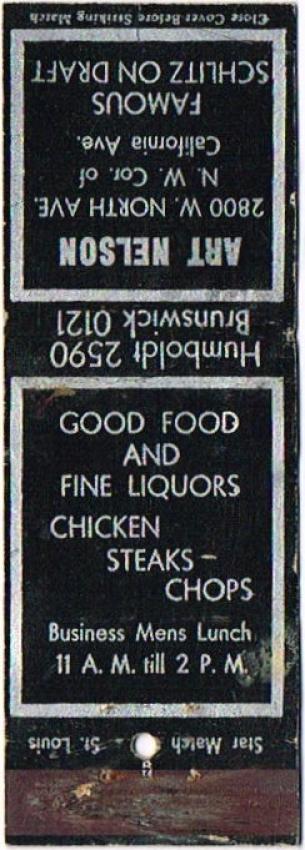 Close Cover Before Striking Match
ART NELSON
2800 W. NORTH AVE.
N. W. Cor. of
California Ave.
FAMOUS
SCHLITZ ON DRAFT
Humboldt 2590
Brunswick 0121
GOOD FOOD
AND
FINE LIQUORS
CHICKEN
STEAKS –
CHOPS
Business Mens Lunch
11 A. M. till 2 P. M.
Star Match - St. Louis